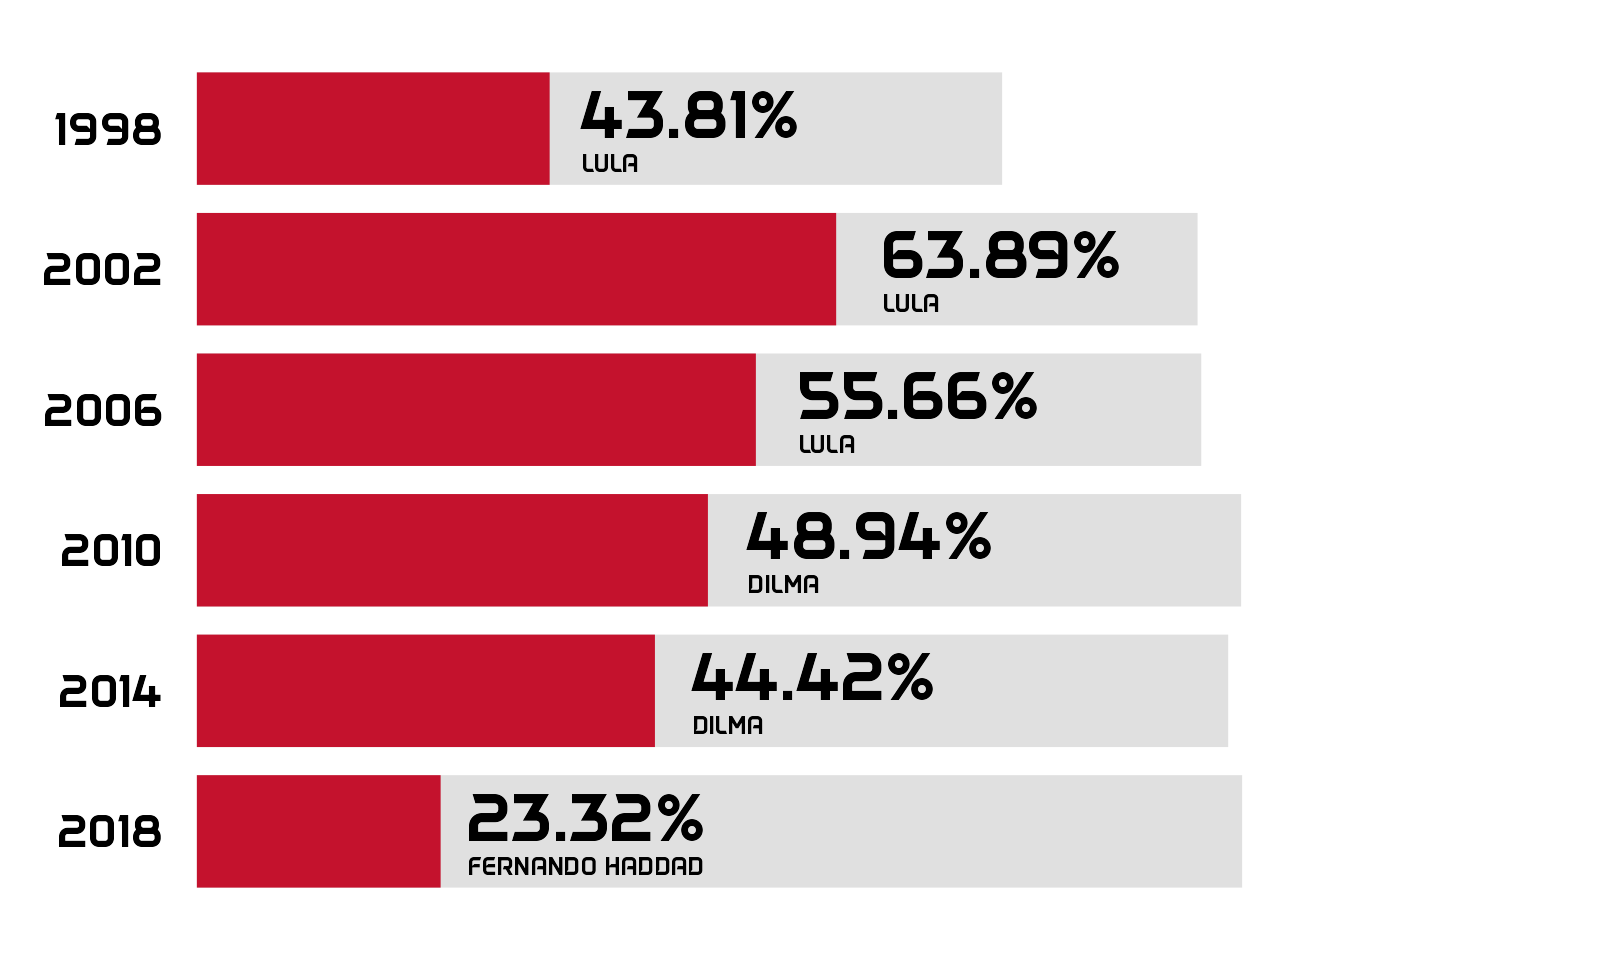 1998
43.81%
LULA
2002
63.89%
LULA
2006
55.66%
LULA
2010
48.94%
DILMA
2014
44.42%
DILMA
2018
23.32%
FERNANDO HADDAD